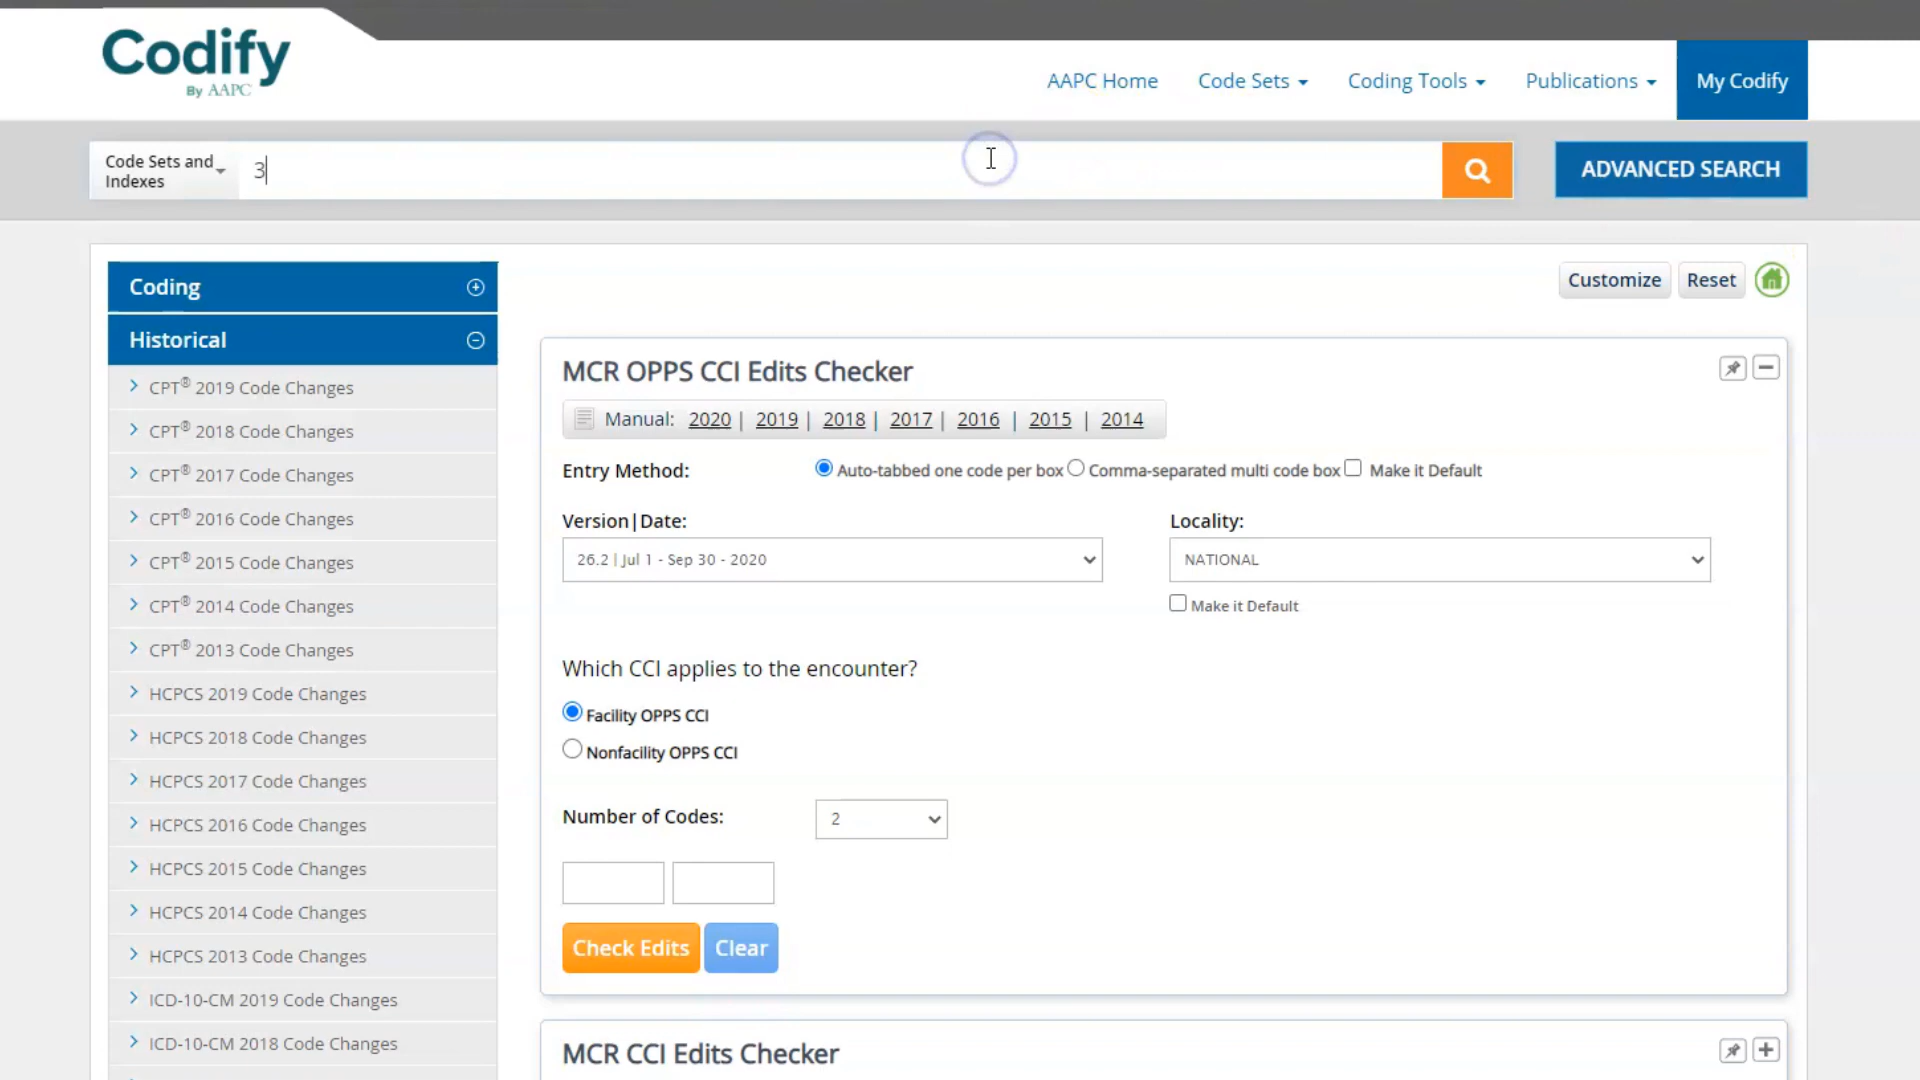 Codify
By AAPC
AAPC Home
Code Sets
Coding Tools
Publications
My Codify
Code Sets and
Indexes
3
ADVANCED SEARCH
Coding
Historical
CPT® 2019 Code Changes
CPT® 2018 Code Changes
CPT® 2017 Code Changes
CPT® 2016 Code Changes
CPT® 2015 Code Changes
CPT® 2014 Code Changes
CPT® 2013 Code Changes
HCPCS 2019 Code Changes
HCPCS 2018 Code Changes
HCPCS 2017 Code Changes
HCPCS 2016 Code Changes
HCPCS 2015 Code Changes
HCPCS 2014 Code Changes
HCPCS 2013 Code Changes
ICD-10-CM 2019 Code Changes
ICD-10-CM 2018 Code Changes
Customize
Reset
MCR OPPS CCI Edits Checker
Manual: 2020 | 2019 | 2018 | 2017 | 2016 | 2015 | 2014
Entry Method: Auto-tabbed one code per box Comma-separated multi code box Make it Default
Version|Date:
26.2 | Jul 1 - Sep 30 - 2020
Locality:
NATIONAL
Make it Default
Which CCI applies to the encounter?
Facility OPPS CCI
Nonfacility OPPS CCI
Number of Codes: 2
Check Edits
Clear
MCR CCI Edits Checker